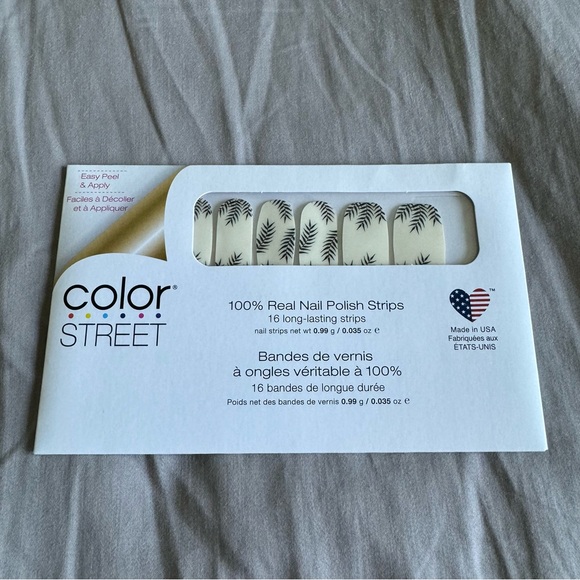 Easy Peel
& Apply
Faciles à Décoller
et à Appliquer
color®
STREET
100% Real Nail Polish Strips
16 long-lasting strips
nail strips net wt 0.99 g / 0.035 oz ℮
Bandes de vernis
à ongles véritable à 100%
16 bandes de longue durée
Poids net des bandes de vernis 0.99 g / 0.035 oz ℮
™
Made in USA
Fabriquées aux
ÉTATS-UNIS